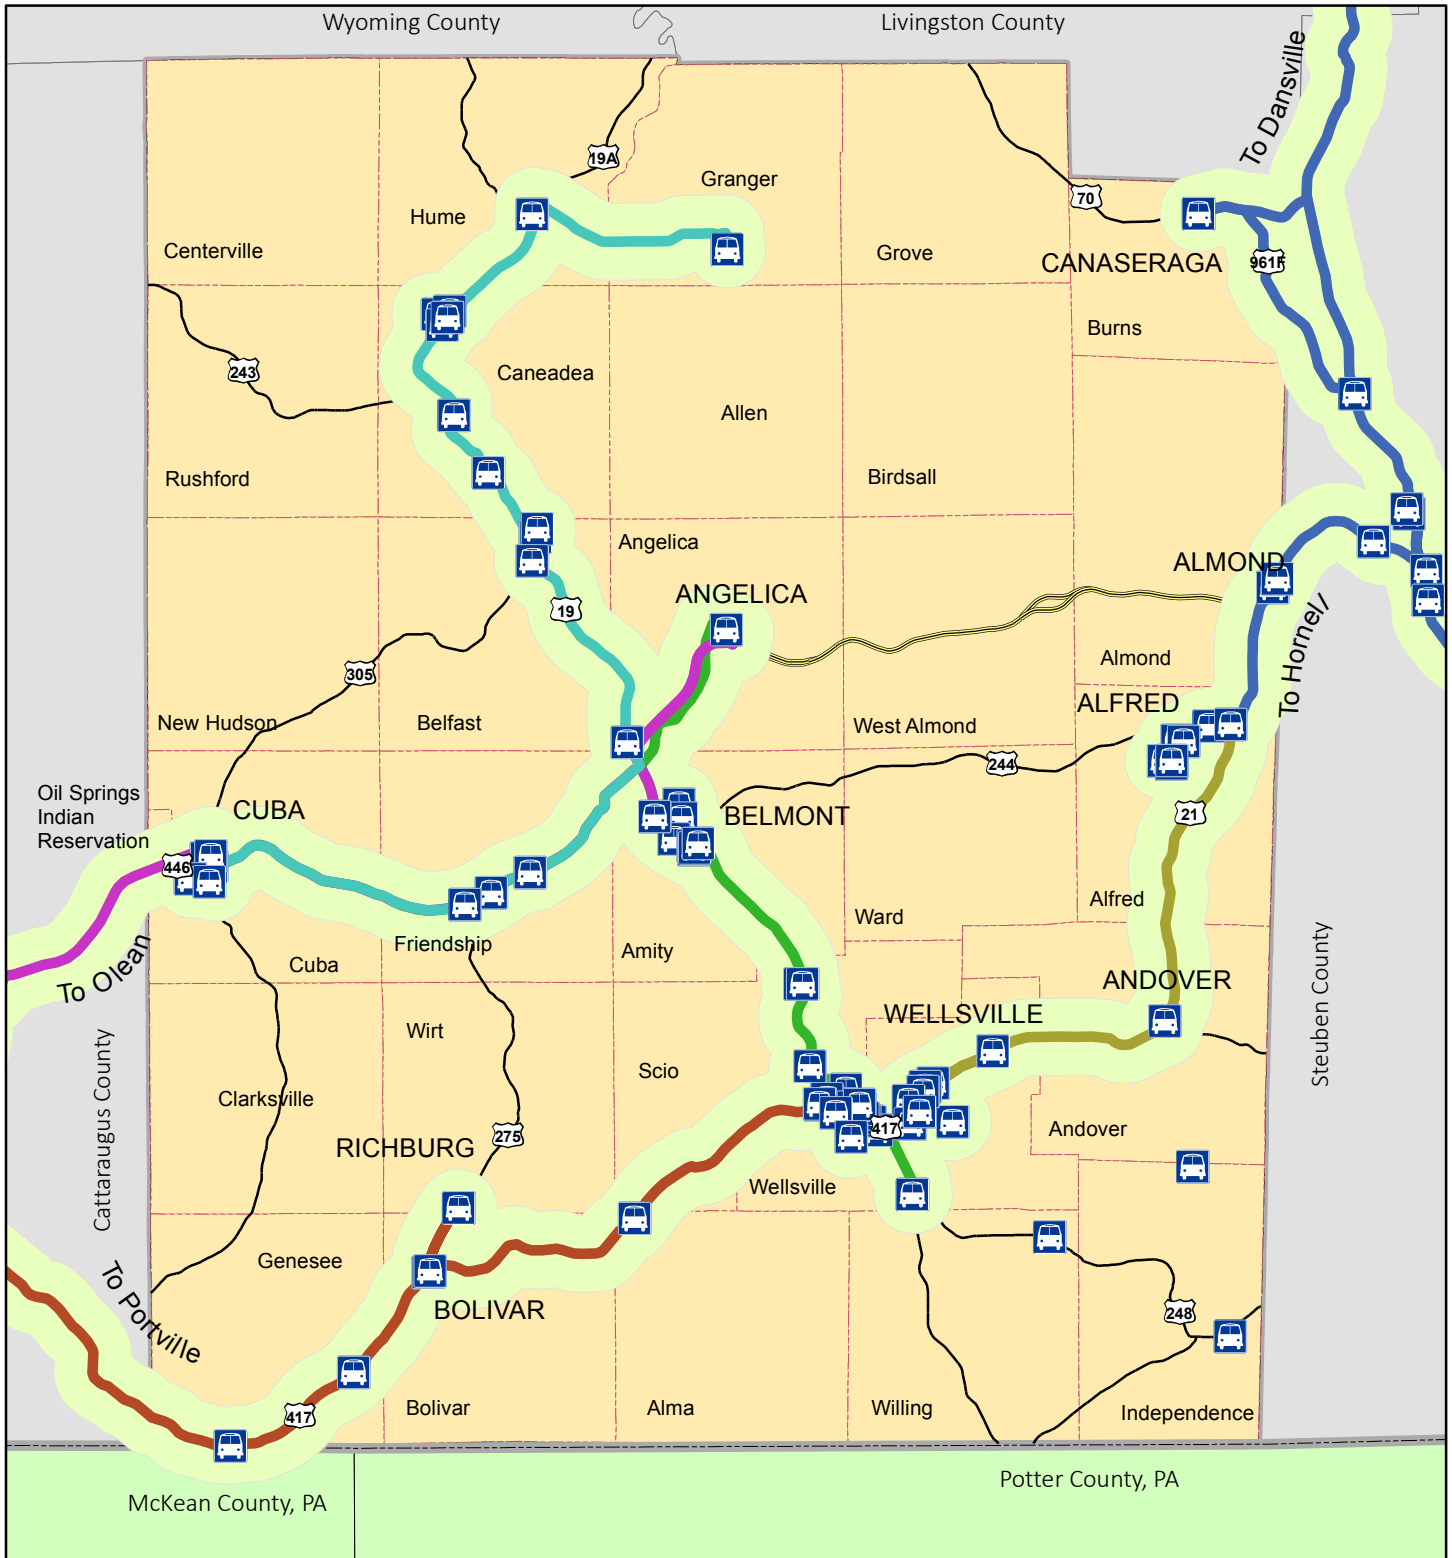 Wyoming County
Livingston County
To Dansville
19A
Granger
70
Hume
Centerville
Grove
CANASERAGA
961F
Burns
243
Caneadea
Allen
Rushford
Birdsall
Angelica
ALMOND
ANGELICA
19
To Hornel/
305
Almond
ALFRED
New Hudson
Belfast
West Almond
244
Oil Springs
Indian
Reservation
CUBA
BELMONT
21
446
Alfred
Ward
Friendship
Amity
Cuba
To Olean
ANDOVER
WELLSVILLE
Steuben County
Wirt
Scio
Cattaraugus County
Clarksville
417
Andover
275
RICHBURG
Wellsville
Genesee
To Portville
BOLIVAR
248
Bolivar
Alma
Willing
Independence
417
McKean County, PA
Potter County, PA